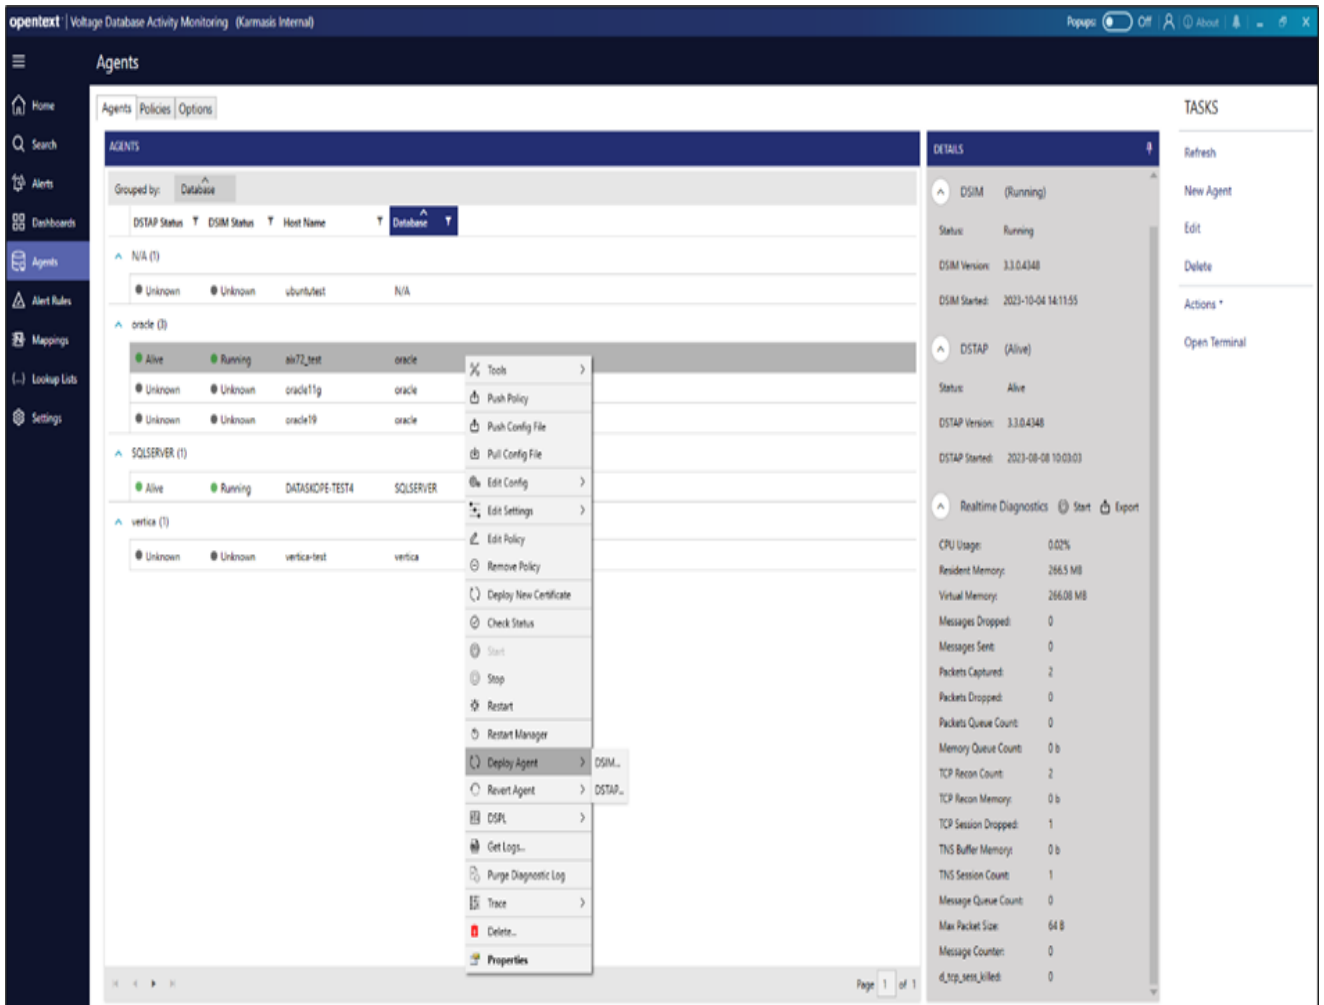 opentext | Voltage Database Activity Monitoring (Karmasis Internal)
Popups: Off About
Agents
Home
Search
Alerts
Dashboards
Agents
Alert Rules
Mappings
Lookup Lists
Settings
Agents Policies Options
AGENTS
Grouped by: Database
DSTAP Status DSIM Status Host Name Database
N/A (1)
Unknown Unknown ubuntutest N/A
oracle (3)
Alive Running aix72_test oracle
Unknown Unknown oracle11g oracle
Unknown Unknown oracle19 oracle
SQLSERVER (1)
Alive Running DATASKOPE-TEST4 SQLSERVER
vertica (1)
Unknown Unknown vertica-test vertica
Tools
Push Policy
Push Config File
Pull Config File
Edit Config
Edit Settings
Edit Policy
Remove Policy
Deploy New Certificate
Check Status
Start
Stop
Restart
Restart Manager
Deploy Agent
Revert Agent
DSPL
Get Logs...
Purge Diagnostic Log
Trace
Delete...
Properties
DSIM...
DSTAP...
Page 1 of 1
DETAILS
DSIM (Running)
Status: Running
DSIM Version: 3.3.0.4348
DSIM Started: 2023-10-04 14:11:55
DSTAP (Alive)
Status: Alive
DSTAP Version: 3.3.0.4348
DSTAP Started: 2023-08-08 10:03:03
Realtime Diagnostics Start Export
CPU Usage: 0.02%
Resident Memory: 266.5 MB
Virtual Memory: 266.08 MB
Messages Dropped: 0
Messages Sent: 0
Packets Captured: 2
Packets Dropped: 0
Packets Queue Count: 0
Memory Queue Count: 0 b
TCP Recon Count: 2
TCP Recon Memory: 0 b
TCP Session Dropped: 1
TNS Buffer Memory: 0 b
TNS Session Count: 1
Message Queue Count: 0
Max Packet Size: 64 B
Message Counter: 0
d_tcp_sess_killed: 0
TASKS
Refresh
New Agent
Edit
Delete
Actions
Open Terminal